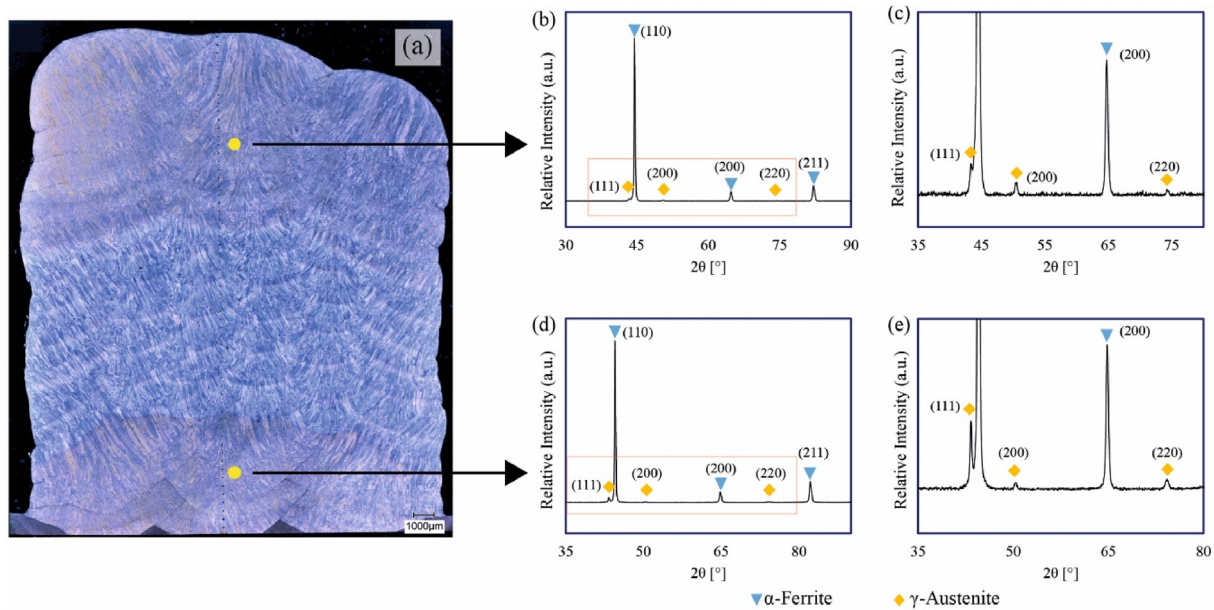 (a)
1000μm
(b)
Relative Intensity (a.u.)
(110)
(111)
(200)
(200)
(220)
(211)
30 45 60 75 90
2θ [°]
(c)
Relative Intensity (a.u.)
(111)
(200)
(200)
(220)
35 45 55 65 75
2θ [°]
(d)
Relative Intensity (a.u.)
(110)
(111)
(200)
(200)
(220)
(211)
35 50 65 80
2θ [°]
(e)
Relative Intensity (a.u.)
(111)
(200)
(200)
(220)
35 50 65 80
2θ [°]
α-Ferrite γ-Austenite